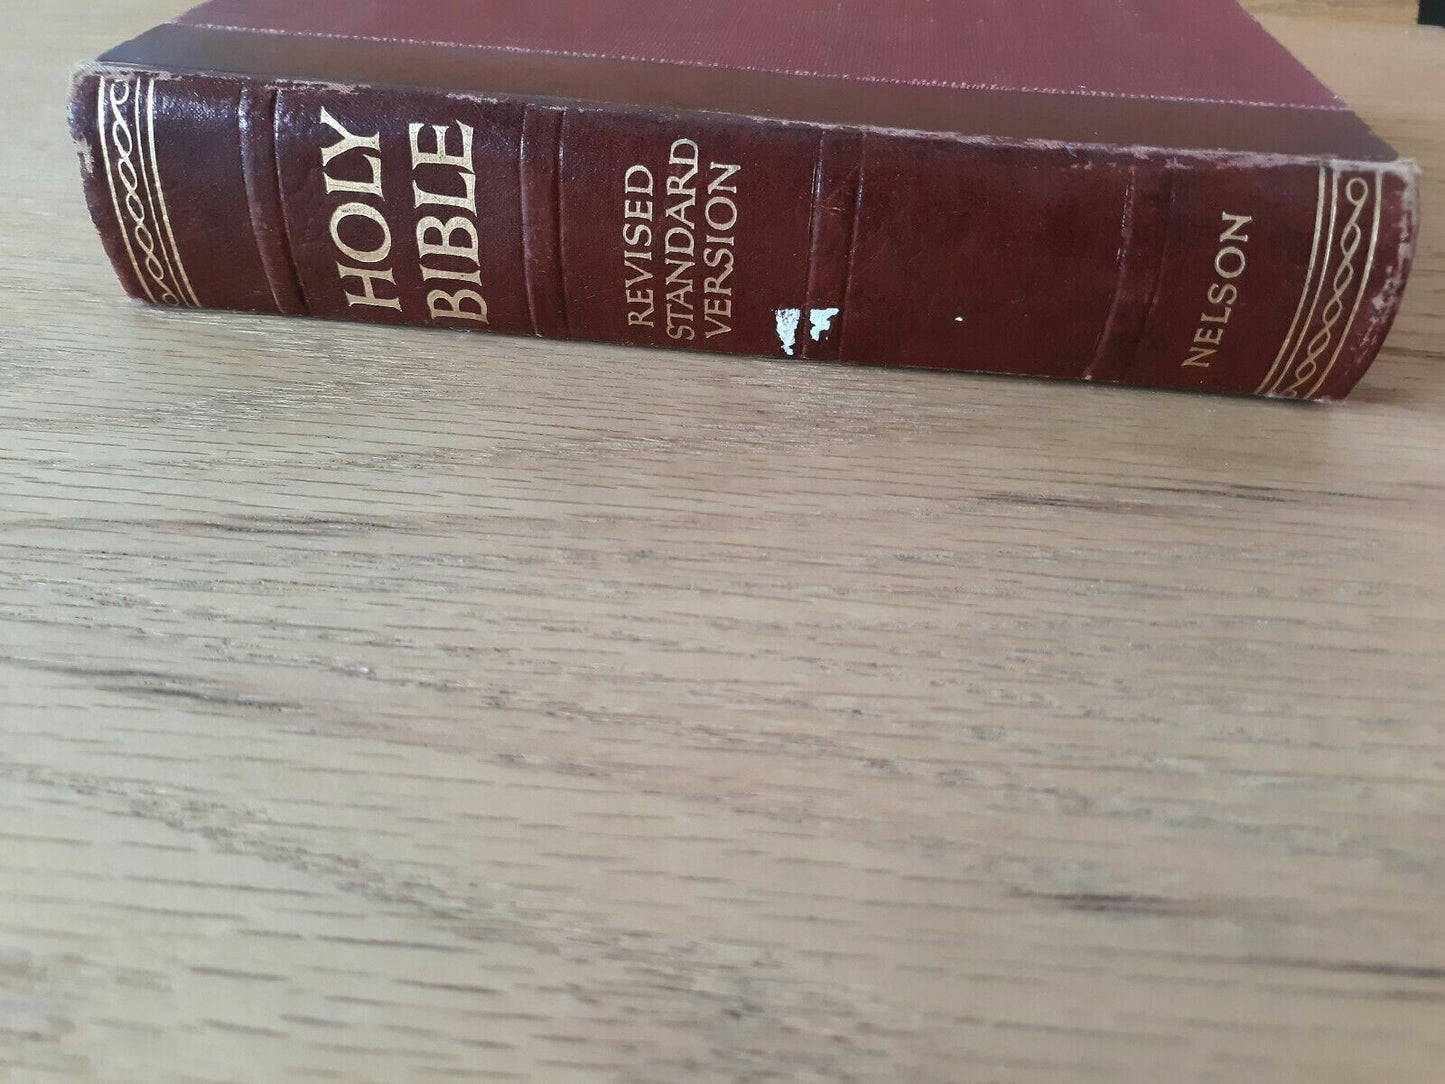 HOLY
BIBLE
REVISED
STANDARD
VERSION
NELSON